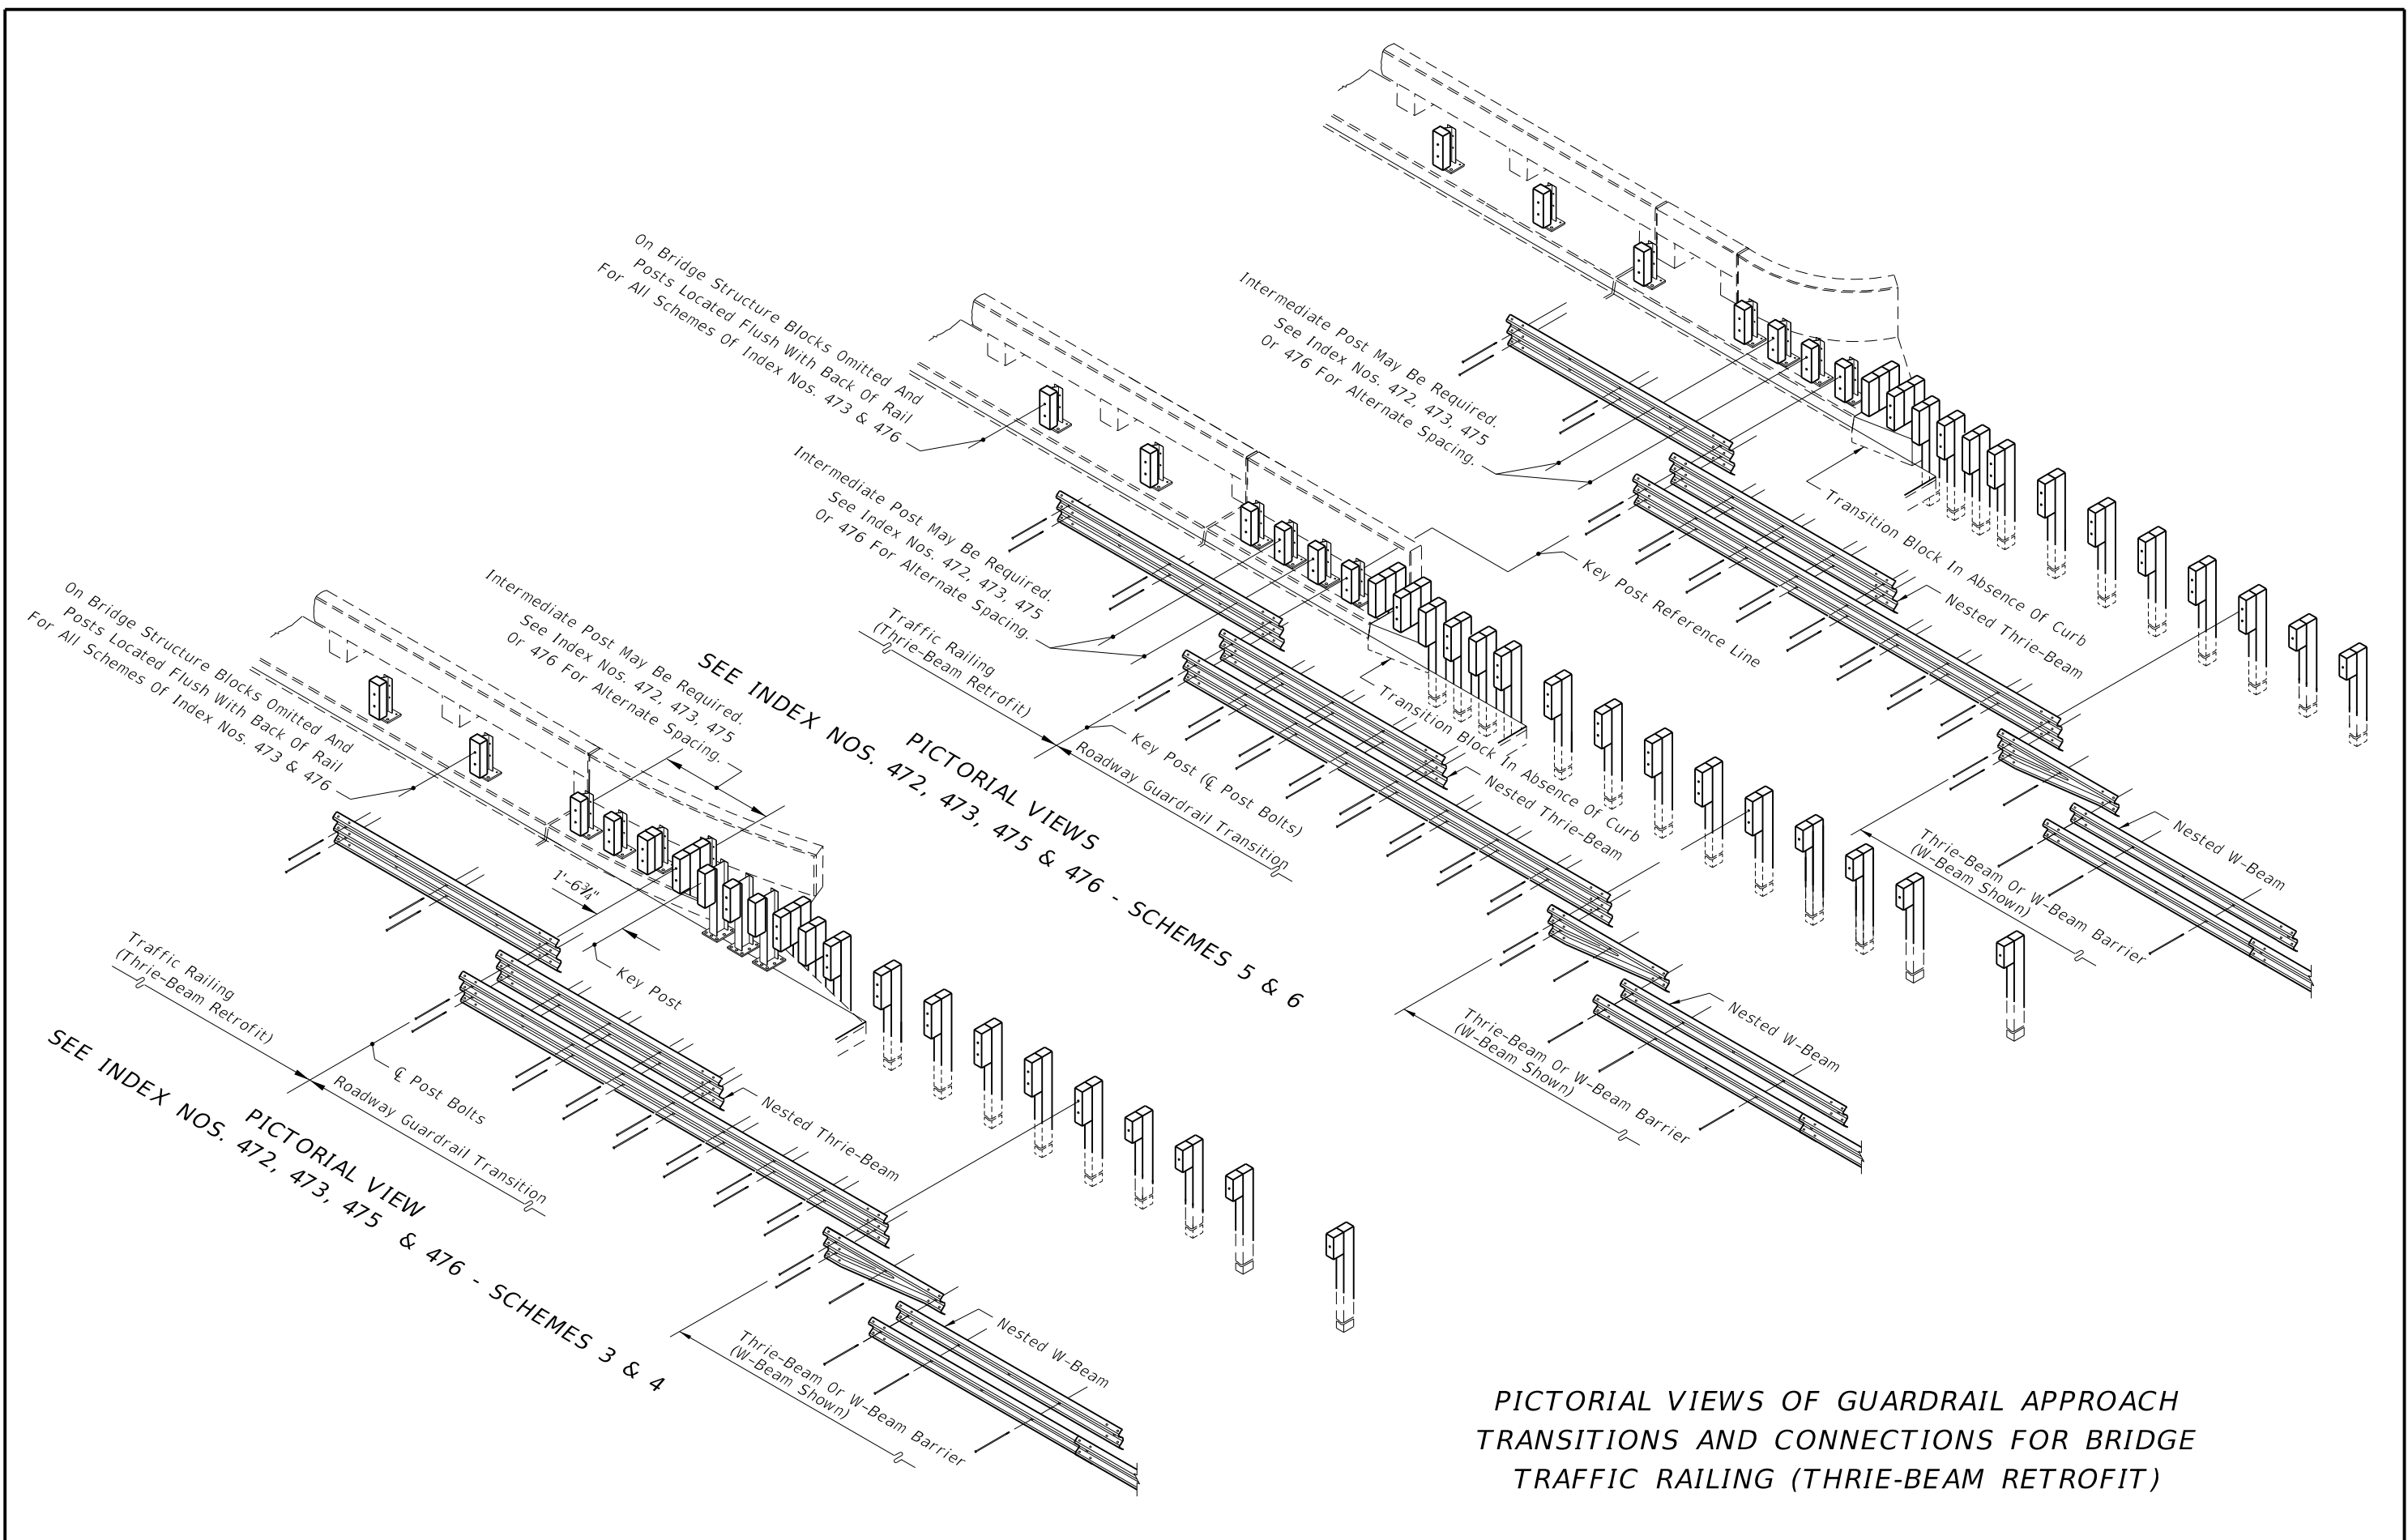 On Bridge Structure Blocks Omitted And
Posts Located Flush With Back Of Rail
For All Schemes Of Index Nos. 473 & 476
Intermediate Post May Be Required.
See Index Nos. 472, 473, 475
Or 476 For Alternate Spacing.
1'-6¾"
Key Post
Traffic Railing
(Thrie-Beam Retrofit)
℄ Post Bolts
Roadway Guardrail Transition
Nested Thrie-Beam
Thrie-Beam Or W-Beam Barrier
(W-Beam Shown)
Nested W-Beam
PICTORIAL VIEW
SEE INDEX NOS. 472, 473, 475 & 476 - SCHEMES 3 & 4
On Bridge Structure Blocks Omitted And
Posts Located Flush With Back Of Rail
For All Schemes Of Index Nos. 473 & 476
Intermediate Post May Be Required.
See Index Nos. 472, 473, 475
Or 476 For Alternate Spacing.
Traffic Railing
(Thrie-Beam Retrofit)
Key Post (℄ Post Bolts)
Roadway Guardrail Transition
Transition Block In Absence Of Curb
Nested Thrie-Beam
Thrie-Beam Or W-Beam Barrier
(W-Beam Shown)
Nested W-Beam
PICTORIAL VIEWS
SEE INDEX NOS. 472, 473, 475 & 476 - SCHEMES 5 & 6
Intermediate Post May Be Required.
See Index Nos. 472, 473, 475
Or 476 For Alternate Spacing.
Key Post Reference Line
Transition Block In Absence Of Curb
Nested Thrie-Beam
Thrie-Beam Or W-Beam Barrier
(W-Beam Shown)
Nested W-Beam
PICTORIAL VIEWS OF GUARDRAIL APPROACH
TRANSITIONS AND CONNECTIONS FOR BRIDGE
TRAFFIC RAILING (THRIE-BEAM RETROFIT)